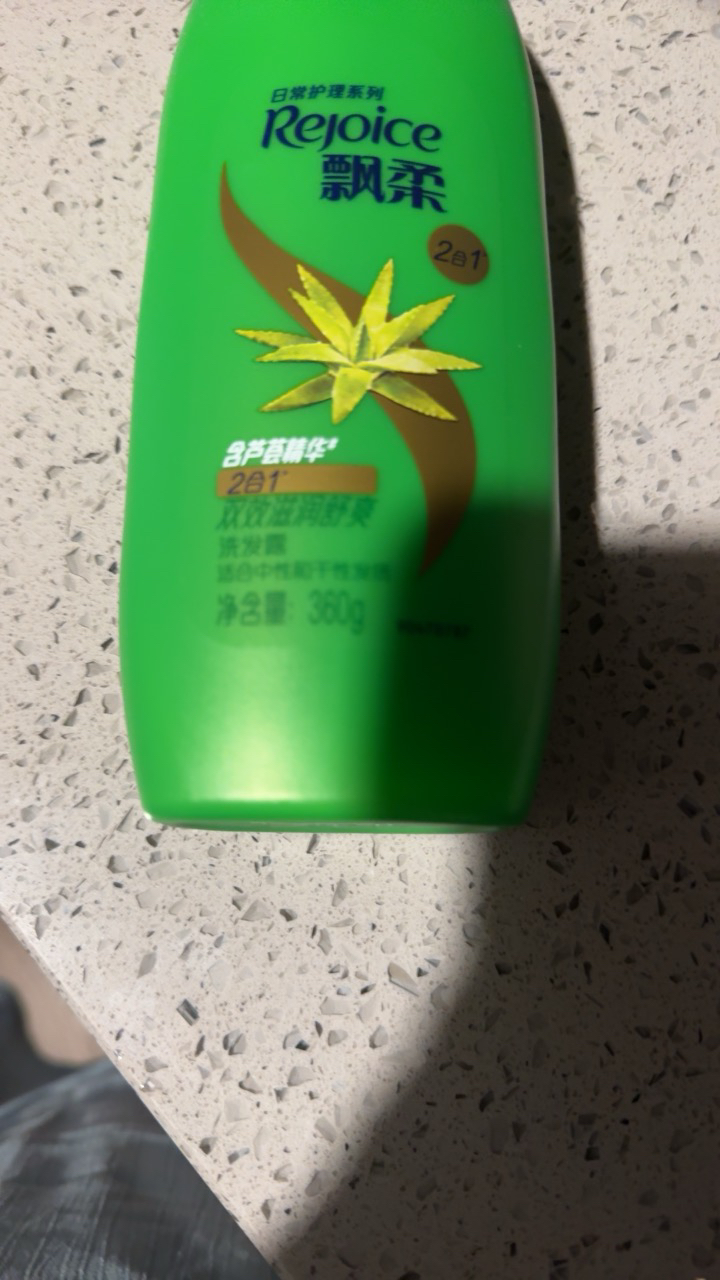 日常护理系列
Rejoice
飘柔
2合1*
含芦荟精华*
2合1*
双效滋润舒爽
洗发露
适合中性和干性发质
净含量: 360g